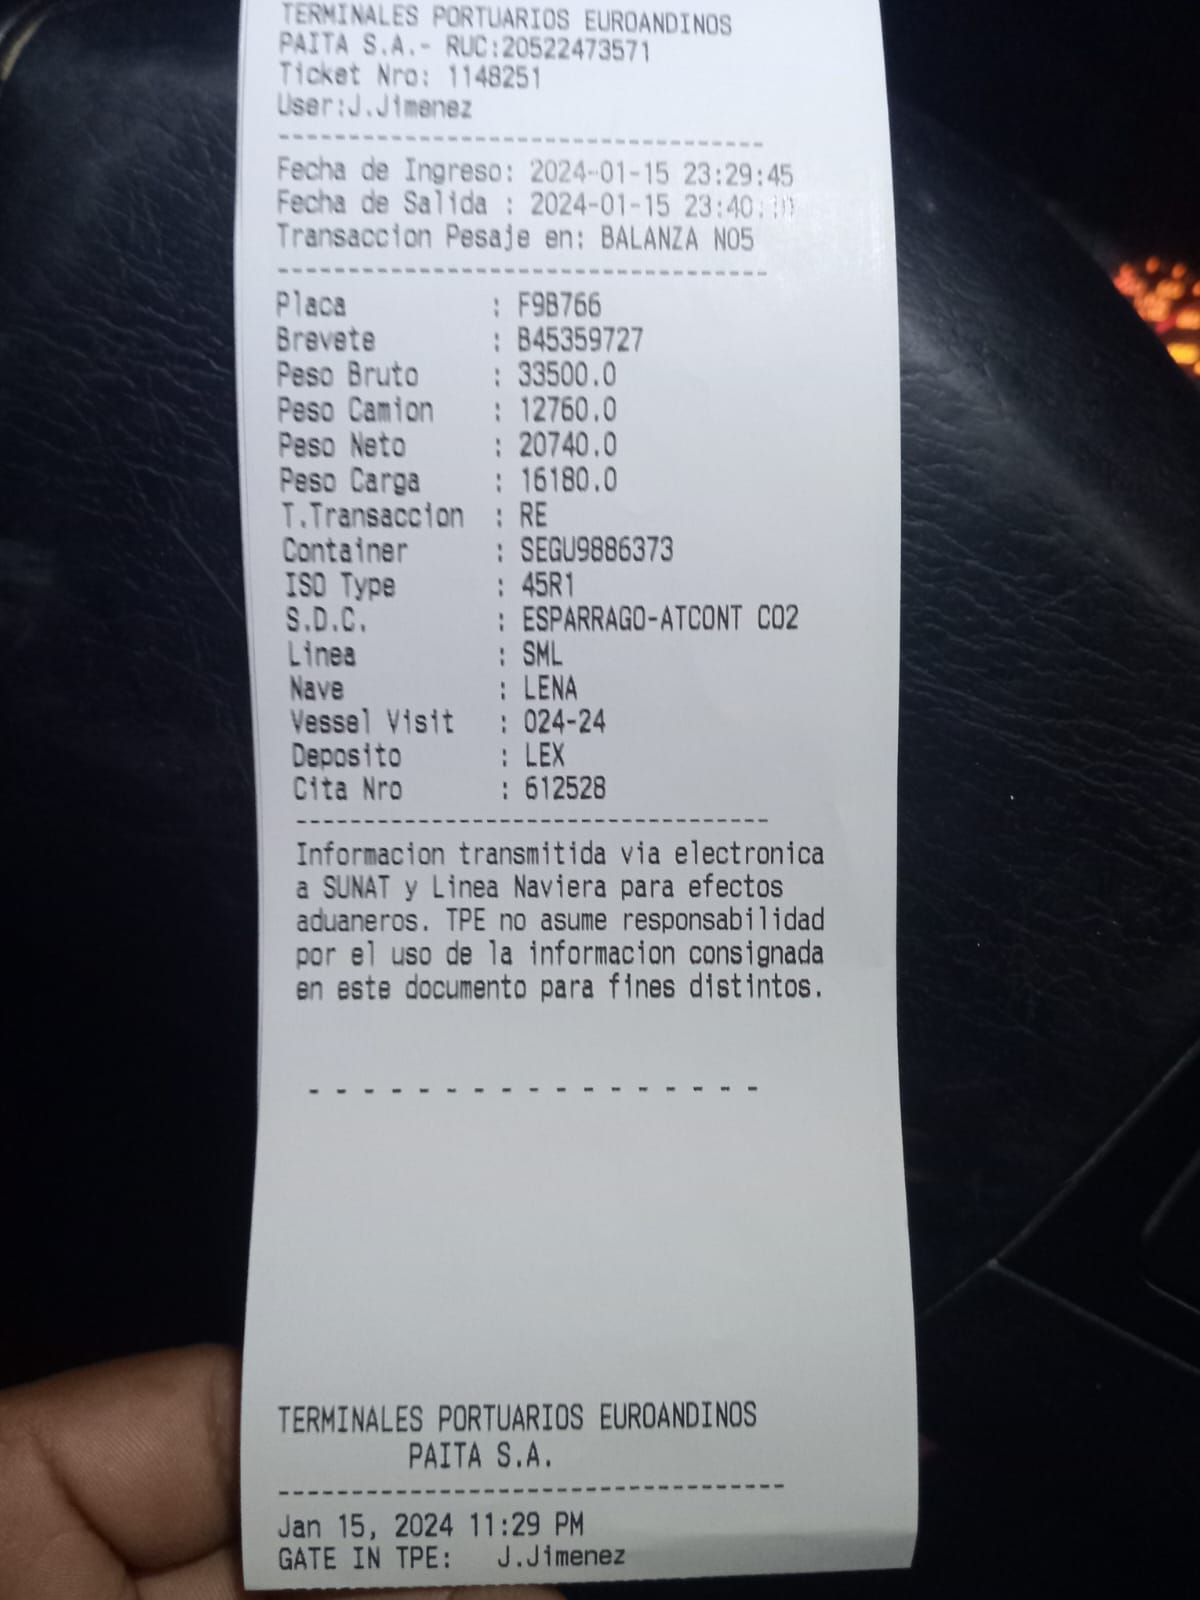 TERMINALES PORTUARIOS EUROANDINOS
PAITA S.A.- RUC:20522473571
Ticket Nro: 1148251
User:J.Jimenez
Fecha de Ingreso: 2024-01-15 23:29:45
Fecha de Salida : 2024-01-15
Transaccion Pesaje en: BALANZA NO5
Placa : F9B766
Brevete : B45359727
Peso Bruto : 33500.0
Peso Camion : 12760.0
Peso Neto : 20740.0
Peso Carga : 16180.0
T.Transaccion : RE
Container : SEGU9886373
ISO Type : 45R1
S.D.C. : ESPARRAGO-ATCONT CO2
Linea : SML
Nave : LENA
Vessel Visit : 024-24
Deposito : LEX
Cita Nro : 612528
Informacion transmitida via electronica
a SUNAT y Linea Naviera para efectos
aduaneros. TPE no asume responsabilidad
por el uso de la informacion consignada
en este documento para fines distintos.
TERMINALES PORTUARIOS EUROANDINOS
PAITA S.A.
Jan 15, 2024 11:29 PM
GATE IN TPE: J.Jimenez